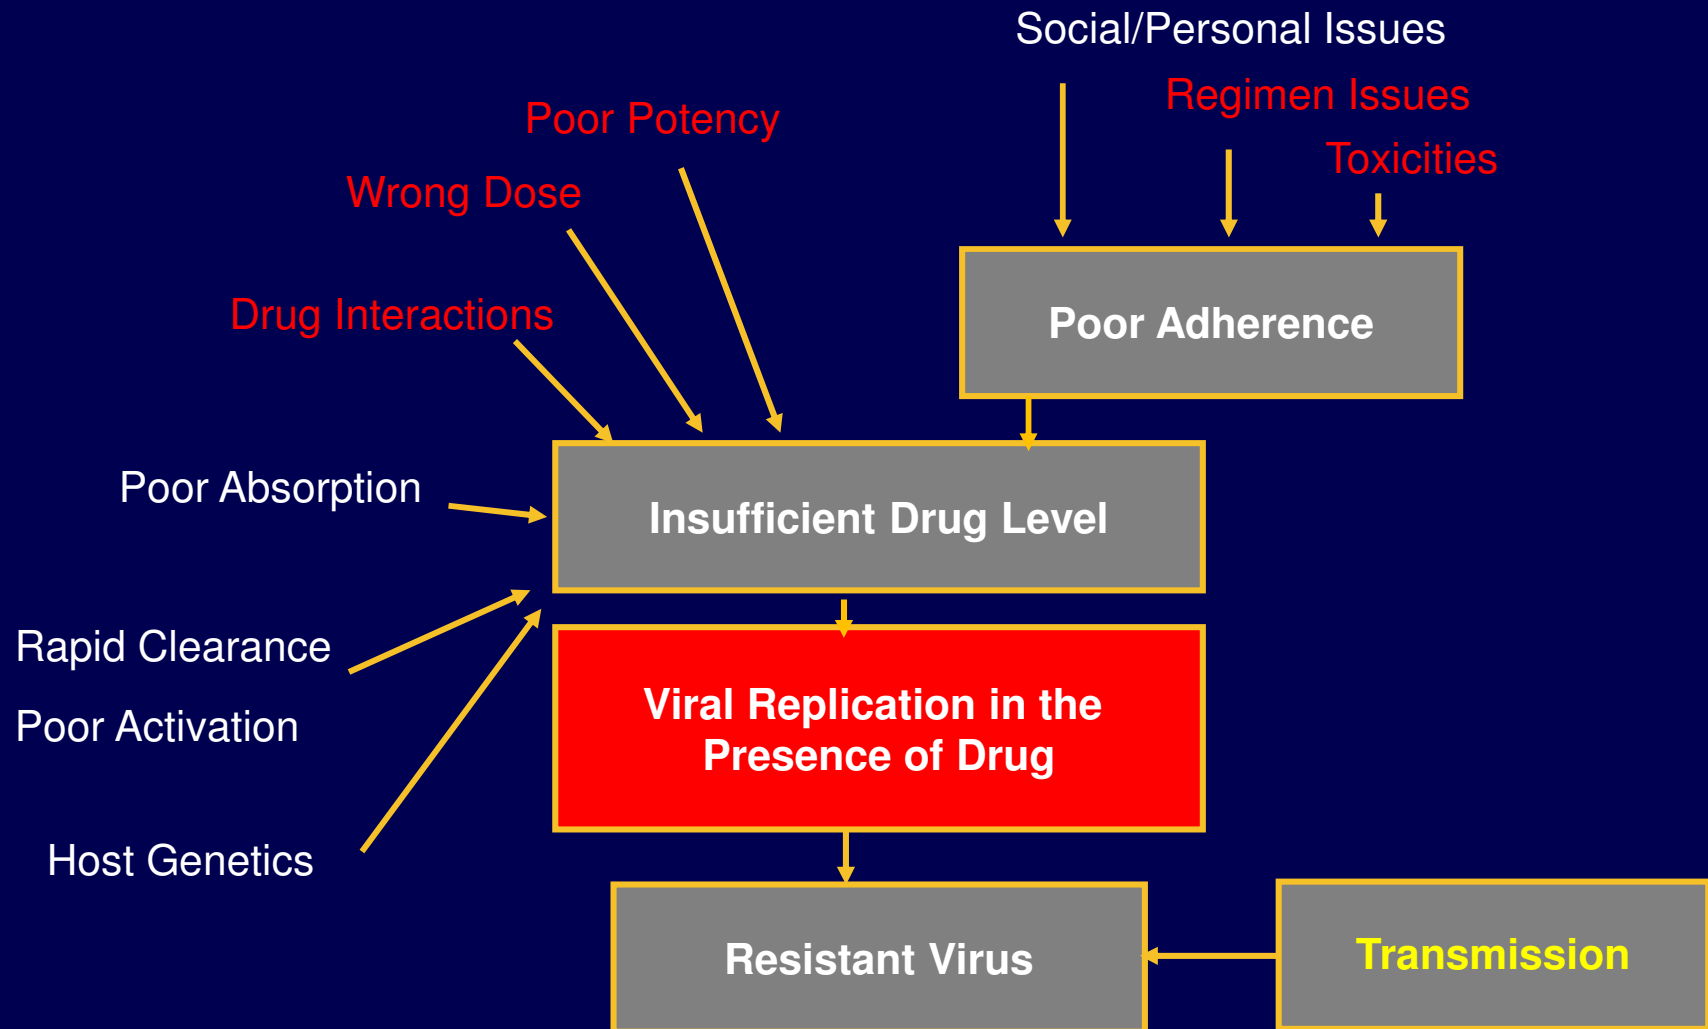 Social/Personal Issues
Regimen Issues
Poor Potency
Toxicities
Wrong Dose
Drug Interactions
Poor Adherence
Poor Absorption
Insufficient Drug Level
Rapid Clearance
Viral Replication in the
Presence of Drug
Poor Activation
Host Genetics
Resistant Virus
Transmission